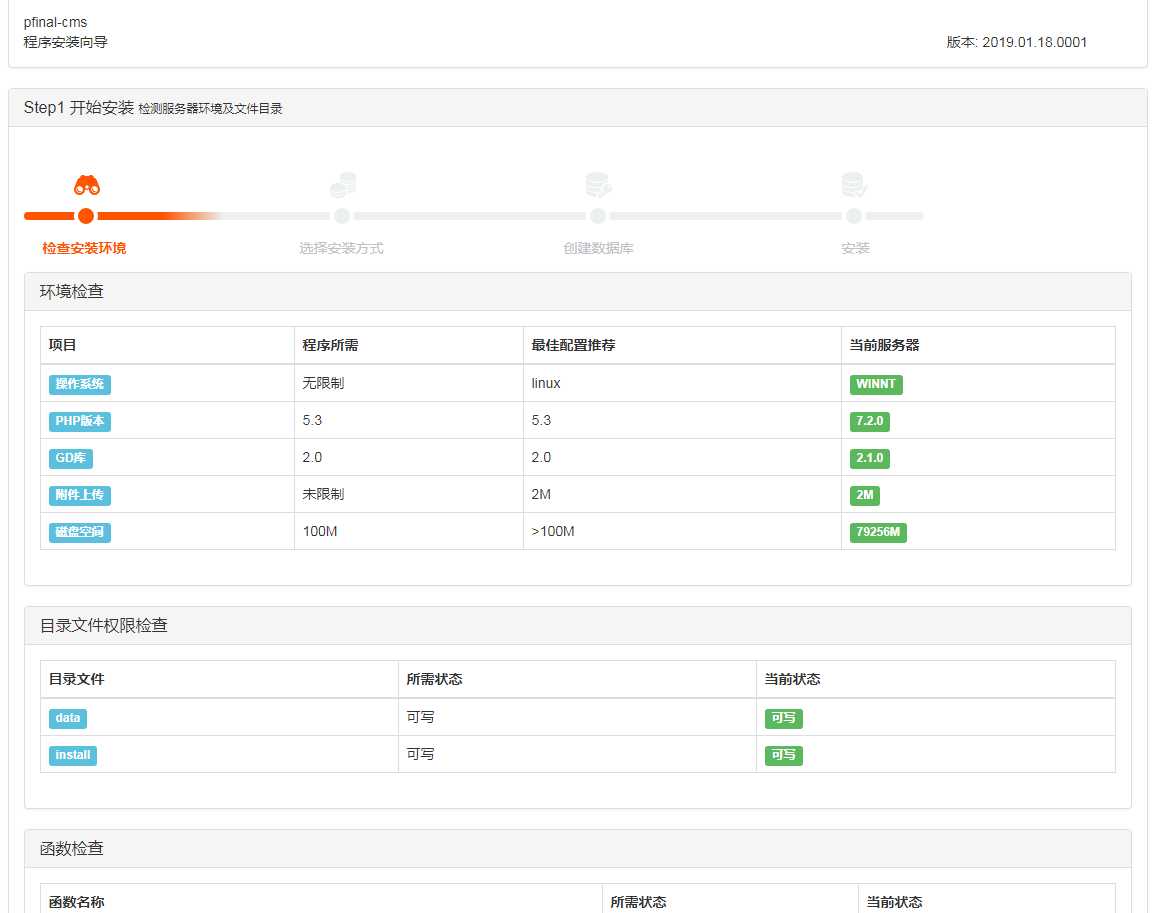 pfinal-cms
程序安装向导 版本: 2019.01.18.0001
Step1 开始安装 检测服务器环境及文件目录
检查安装环境 选择安装方式 创建数据库 安装
环境检查
项目 程序所需 最佳配置推荐 当前服务器
操作系统 无限制 linux WINNT
PHP版本 5.3 5.3 7.2.0
GD库 2.0 2.0 2.1.0
附件上传 未限制 2M 2M
磁盘空间 100M >100M 79256M
目录文件权限检查
目录文件 所需状态 当前状态
data 可写 可写
install 可写 可写
函数检查
函数名称 所需状态 当前状态